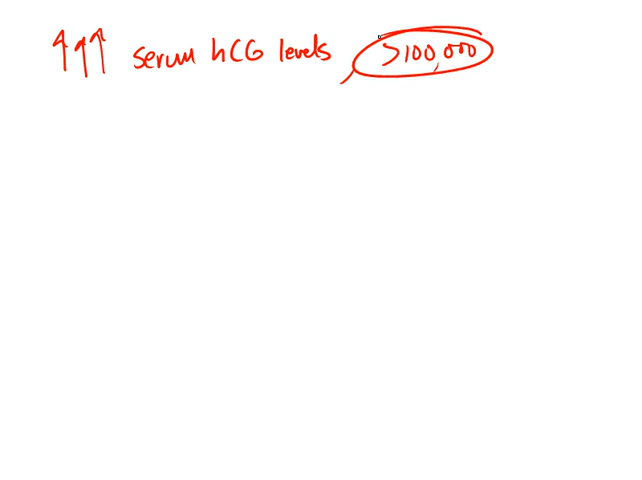 ↑↑↑ serum hCG levels >100,000